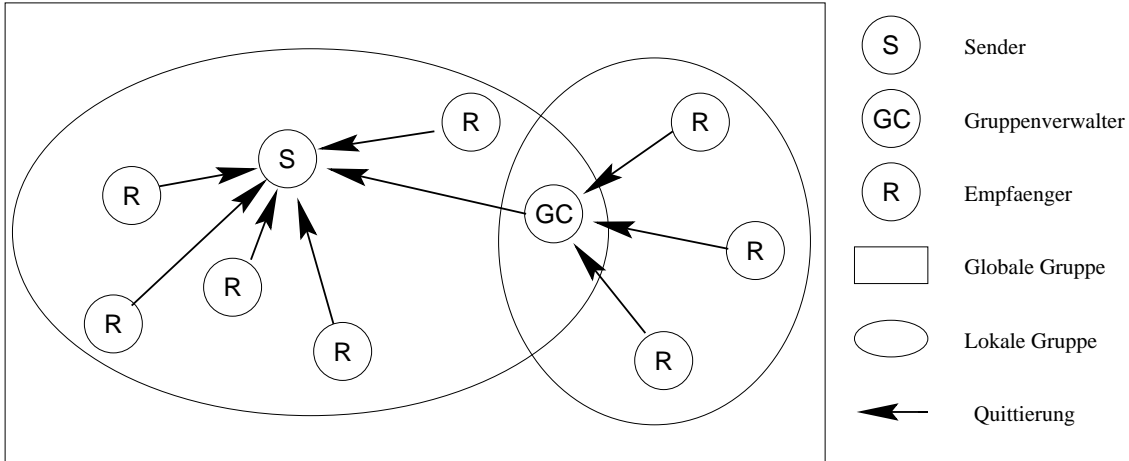 S
R
R
R
R
R
GC
R
R
R
S Sender
GC Gruppenverwalter
R Empfaenger
Globale Gruppe
Lokale Gruppe
Quittierung